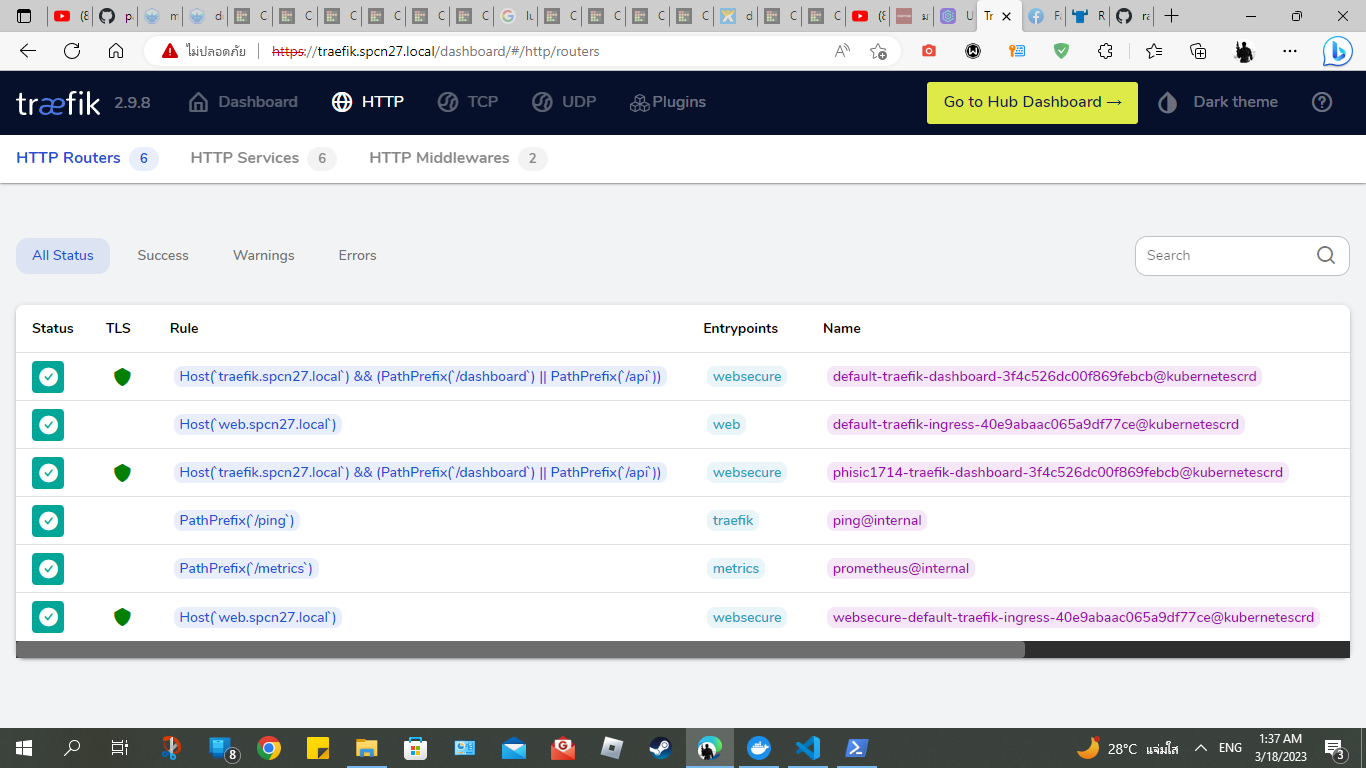 ไม่ปลอดภัย https://traefik.spcn27.local/dashboard/#/http/routers
træfik 2.9.8 Dashboard HTTP TCP UDP Plugins Go to Hub Dashboard → Dark theme
HTTP Routers 6 HTTP Services 6 HTTP Middlewares 2
All Status Success Warnings Errors Search
Status TLS Rule Entrypoints Name
Host(`traefik.spcn27.local`) && (PathPrefix(`/dashboard`) || PathPrefix(`/api`)) websecure default-traefik-dashboard-3f4c526dc00f869febcb@kubernetescrd
Host(`web.spcn27.local`) web default-traefik-ingress-40e9abaac065a9df77ce@kubernetescrd
Host(`traefik.spcn27.local`) && (PathPrefix(`/dashboard`) || PathPrefix(`/api`)) websecure phisic1714-traefik-dashboard-3f4c526dc00f869febcb@kubernetescrd
PathPrefix(`/ping`) traefik ping@internal
PathPrefix(`/metrics`) metrics prometheus@internal
Host(`web.spcn27.local`) websecure websecure-default-traefik-ingress-40e9abaac065a9df77ce@kubernetescrd
8 28°C แจ่มใส ENG 1:37 AM 3
3/18/2023